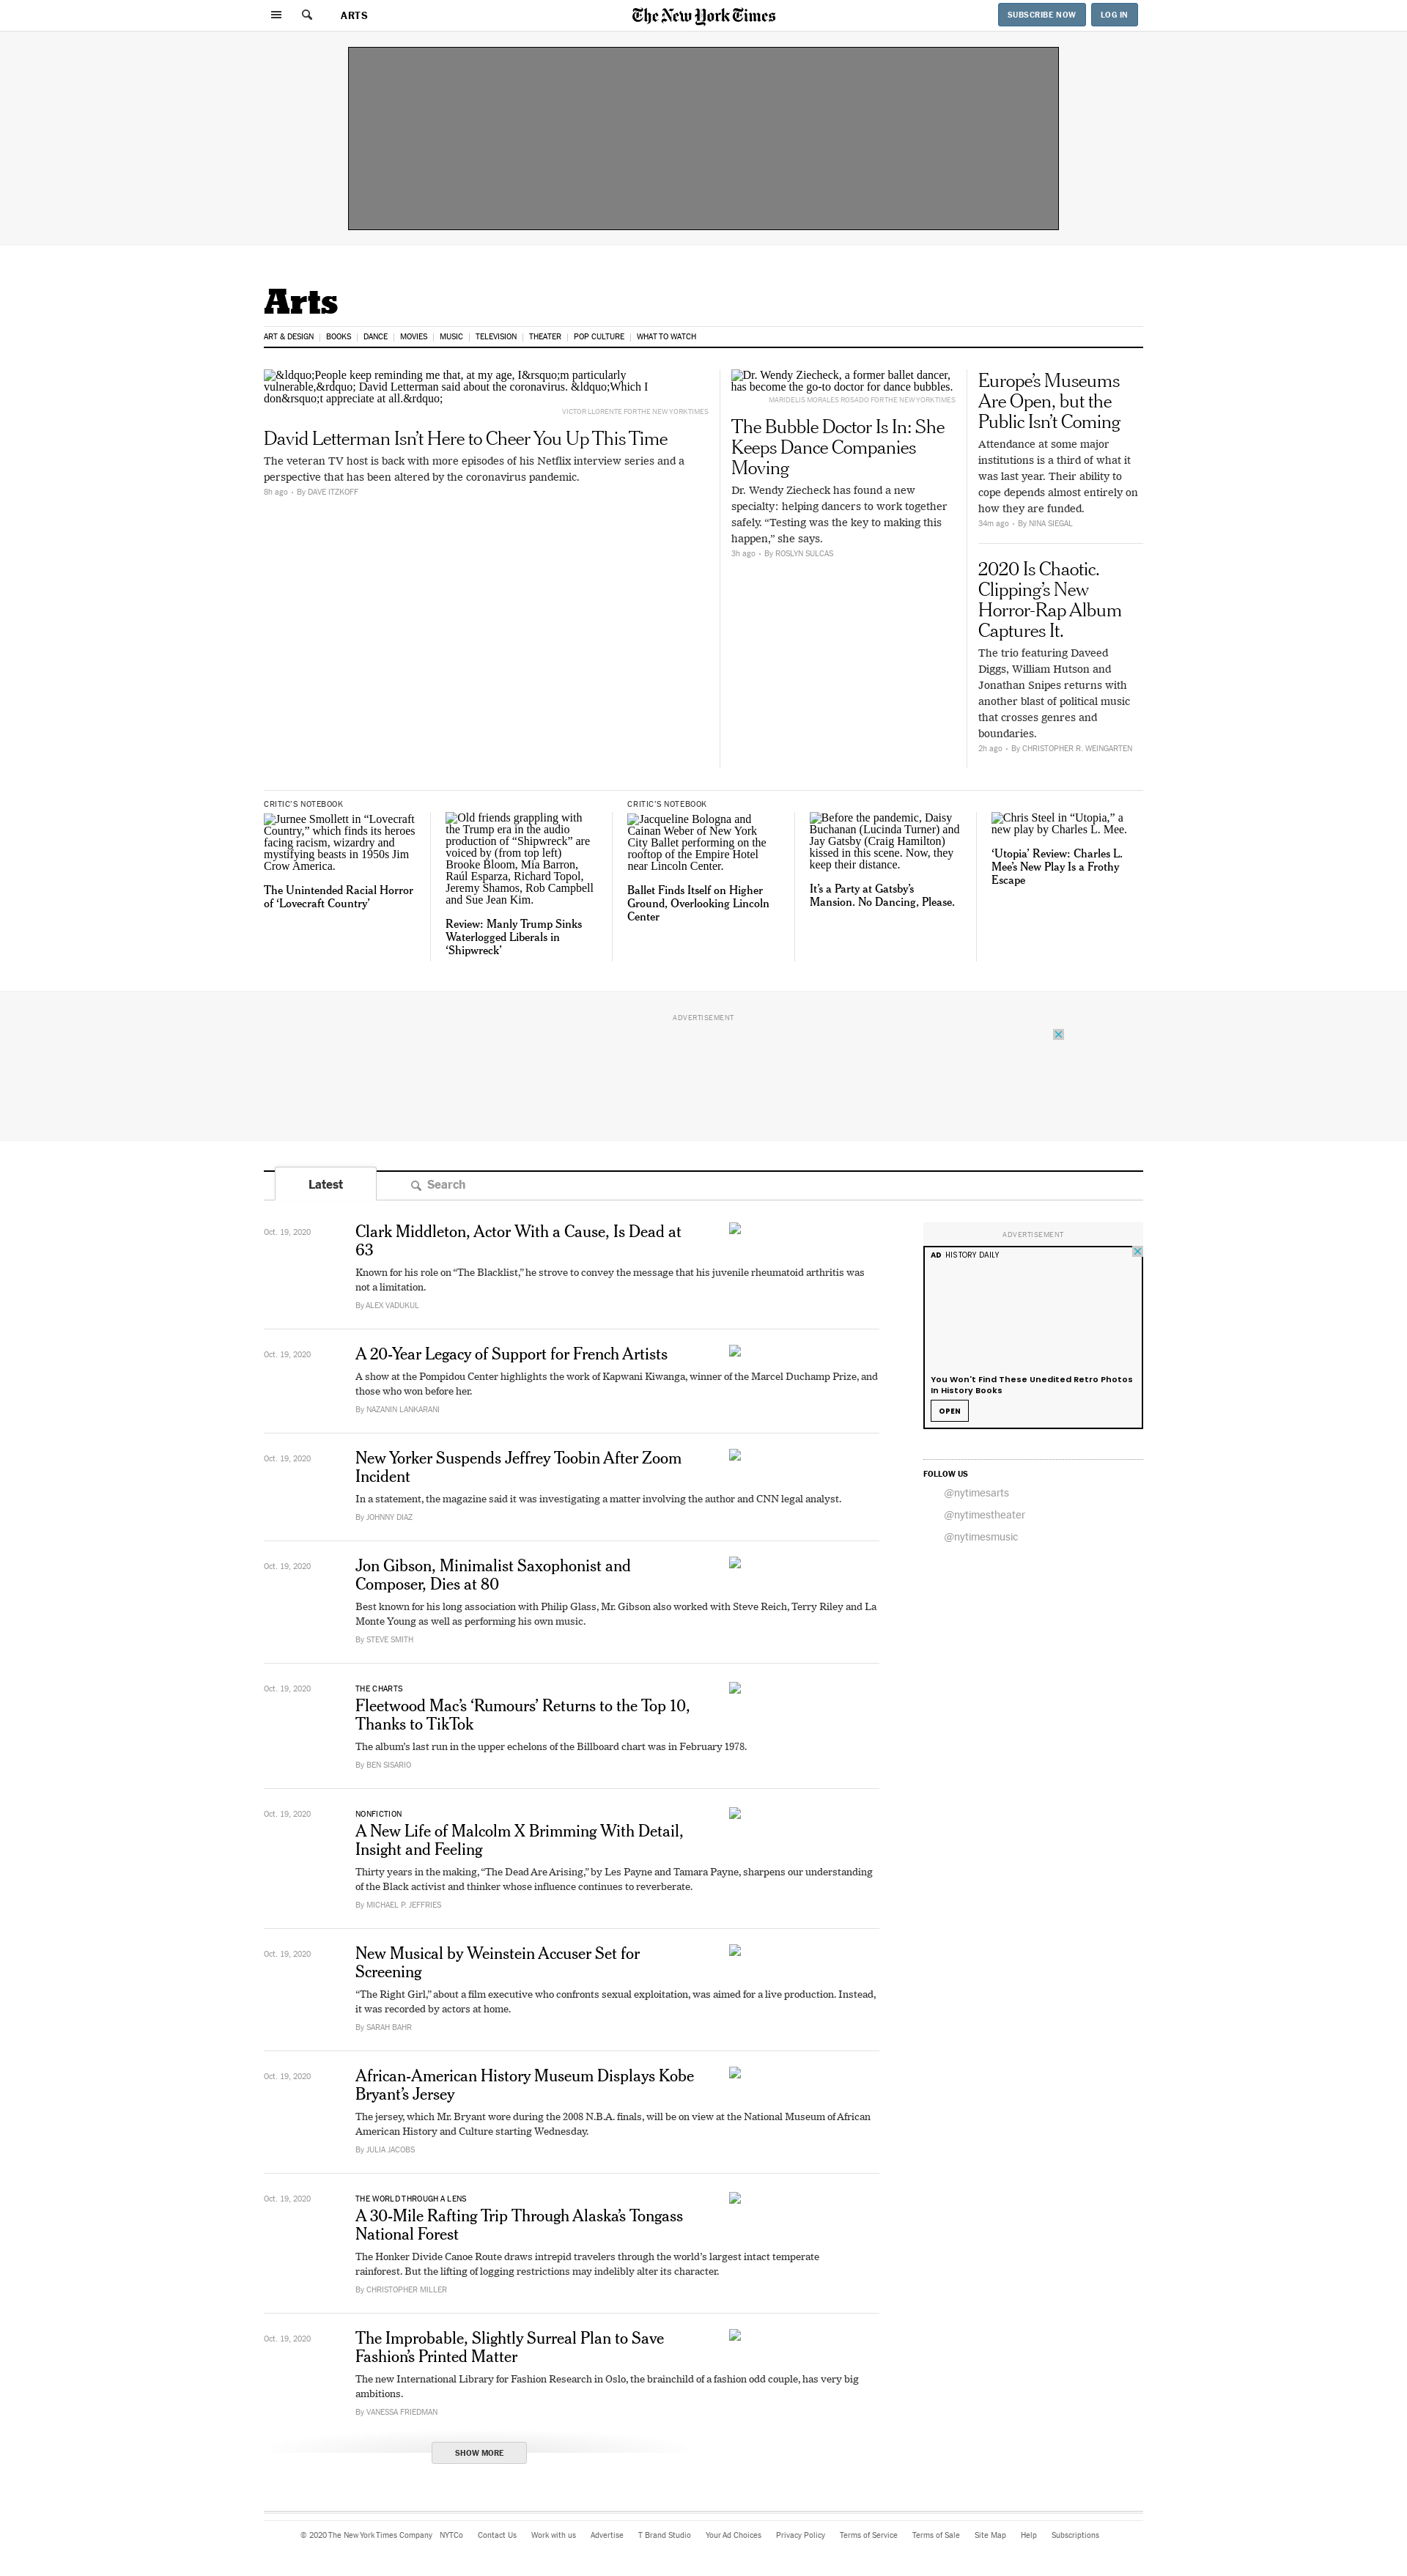 ARTS
The New York Times
SUBSCRIBE NOW
LOG IN
Arts
ART & DESIGN | BOOKS | DANCE | MOVIES | MUSIC | TELEVISION | THEATER | POP CULTURE | WHAT TO WATCH
&ldquo;People keep reminding me that, at my age, I&rsquo;m particularly
vulnerable,&rdquo; David Letterman said about the coronavirus. &ldquo;Which I
don&rsquo;t appreciate at all.&rdquo;
VICTOR LLORENTE FOR THE NEW YORK TIMES
David Letterman Isn’t Here to Cheer You Up This Time
The veteran TV host is back with more episodes of his Netflix interview series and a
perspective that has been altered by the coronavirus pandemic.
8h ago • By DAVE ITZKOFF
Dr. Wendy Ziecheck, a former ballet dancer,
has become the go-to doctor for dance bubbles.
MARIDELIS MORALES ROSADO FOR THE NEW YORK TIMES
The Bubble Doctor Is In: She
Keeps Dance Companies
Moving
Dr. Wendy Ziecheck has found a new
specialty: helping dancers to work together
safely. “Testing was the key to making this
happen,” she says.
3h ago • By ROSLYN SULCAS
Europe’s Museums
Are Open, but the
Public Isn’t Coming
Attendance at some major
institutions is a third of what it
was last year. Their ability to
cope depends almost entirely on
how they are funded.
34m ago • By NINA SIEGAL
2020 Is Chaotic.
Clipping’s New
Horror-Rap Album
Captures It.
The trio featuring Daveed
Diggs, William Hutson and
Jonathan Snipes returns with
another blast of political music
that crosses genres and
boundaries.
2h ago • By CHRISTOPHER R. WEINGARTEN
CRITIC’S NOTEBOOK
Jurnee Smollett in “Lovecraft
Country,” which finds its heroes
facing racism, wizardry and
mystifying beasts in 1950s Jim
Crow America.
The Unintended Racial Horror
of ‘Lovecraft Country’
Old friends grappling with
the Trump era in the audio
production of “Shipwreck” are
voiced by (from top left)
Brooke Bloom, Mia Barron,
Raúl Esparza, Richard Topol,
Jeremy Shamos, Rob Campbell
and Sue Jean Kim.
Review: Manly Trump Sinks
Waterlogged Liberals in
‘Shipwreck’
CRITIC’S NOTEBOOK
Jacqueline Bologna and
Cainan Weber of New York
City Ballet performing on the
rooftop of the Empire Hotel
near Lincoln Center.
Ballet Finds Itself on Higher
Ground, Overlooking Lincoln
Center
Before the pandemic, Daisy
Buchanan (Lucinda Turner) and
Jay Gatsby (Craig Hamilton)
kissed in this scene. Now, they
keep their distance.
It’s a Party at Gatsby’s
Mansion. No Dancing, Please.
Chris Steel in “Utopia,” a
new play by Charles L. Mee.
‘Utopia’ Review: Charles L.
Mee’s New Play Is a Frothy
Escape
ADVERTISEMENT
Latest
Search
Oct. 19, 2020
Clark Middleton, Actor With a Cause, Is Dead at
63
Known for his role on “The Blacklist,” he strove to convey the message that his juvenile rheumatoid arthritis was
not a limitation.
By ALEX VADUKUL
Oct. 19, 2020
A 20-Year Legacy of Support for French Artists
A show at the Pompidou Center highlights the work of Kapwani Kiwanga, winner of the Marcel Duchamp Prize, and
those who won before her.
By NAZANIN LANKARANI
Oct. 19, 2020
New Yorker Suspends Jeffrey Toobin After Zoom
Incident
In a statement, the magazine said it was investigating a matter involving the author and CNN legal analyst.
By JOHNNY DIAZ
Oct. 19, 2020
Jon Gibson, Minimalist Saxophonist and
Composer, Dies at 80
Best known for his long association with Philip Glass, Mr. Gibson also worked with Steve Reich, Terry Riley and La
Monte Young as well as performing his own music.
By STEVE SMITH
Oct. 19, 2020
THE CHARTS
Fleetwood Mac’s ‘Rumours’ Returns to the Top 10,
Thanks to TikTok
The album’s last run in the upper echelons of the Billboard chart was in February 1978.
By BEN SISARIO
Oct. 19, 2020
NONFICTION
A New Life of Malcolm X Brimming With Detail,
Insight and Feeling
Thirty years in the making, “The Dead Are Arising,” by Les Payne and Tamara Payne, sharpens our understanding
of the Black activist and thinker whose influence continues to reverberate.
By MICHAEL P. JEFFRIES
Oct. 19, 2020
New Musical by Weinstein Accuser Set for
Screening
“The Right Girl,” about a film executive who confronts sexual exploitation, was aimed for a live production. Instead,
it was recorded by actors at home.
By SARAH BAHR
Oct. 19, 2020
African-American History Museum Displays Kobe
Bryant’s Jersey
The jersey, which Mr. Bryant wore during the 2008 N.B.A. finals, will be on view at the National Museum of African
American History and Culture starting Wednesday.
By JULIA JACOBS
Oct. 19, 2020
THE WORLD THROUGH A LENS
A 30-Mile Rafting Trip Through Alaska’s Tongass
National Forest
The Honker Divide Canoe Route draws intrepid travelers through the world’s largest intact temperate
rainforest. But the lifting of logging restrictions may indelibly alter its character.
By CHRISTOPHER MILLER
Oct. 19, 2020
The Improbable, Slightly Surreal Plan to Save
Fashion’s Printed Matter
The new International Library for Fashion Research in Oslo, the brainchild of a fashion odd couple, has very big
ambitions.
By VANESSA FRIEDMAN
SHOW MORE
ADVERTISEMENT
AD HISTORY DAILY
You Won't Find These Unedited Retro Photos
In History Books
OPEN
FOLLOW US
@nytimesarts
@nytimestheater
@nytimesmusic
© 2020 The New York Times Company NYTCo Contact Us Work with us Advertise T Brand Studio Your Ad Choices Privacy Policy Terms of Service Terms of Sale Site Map Help Subscriptions